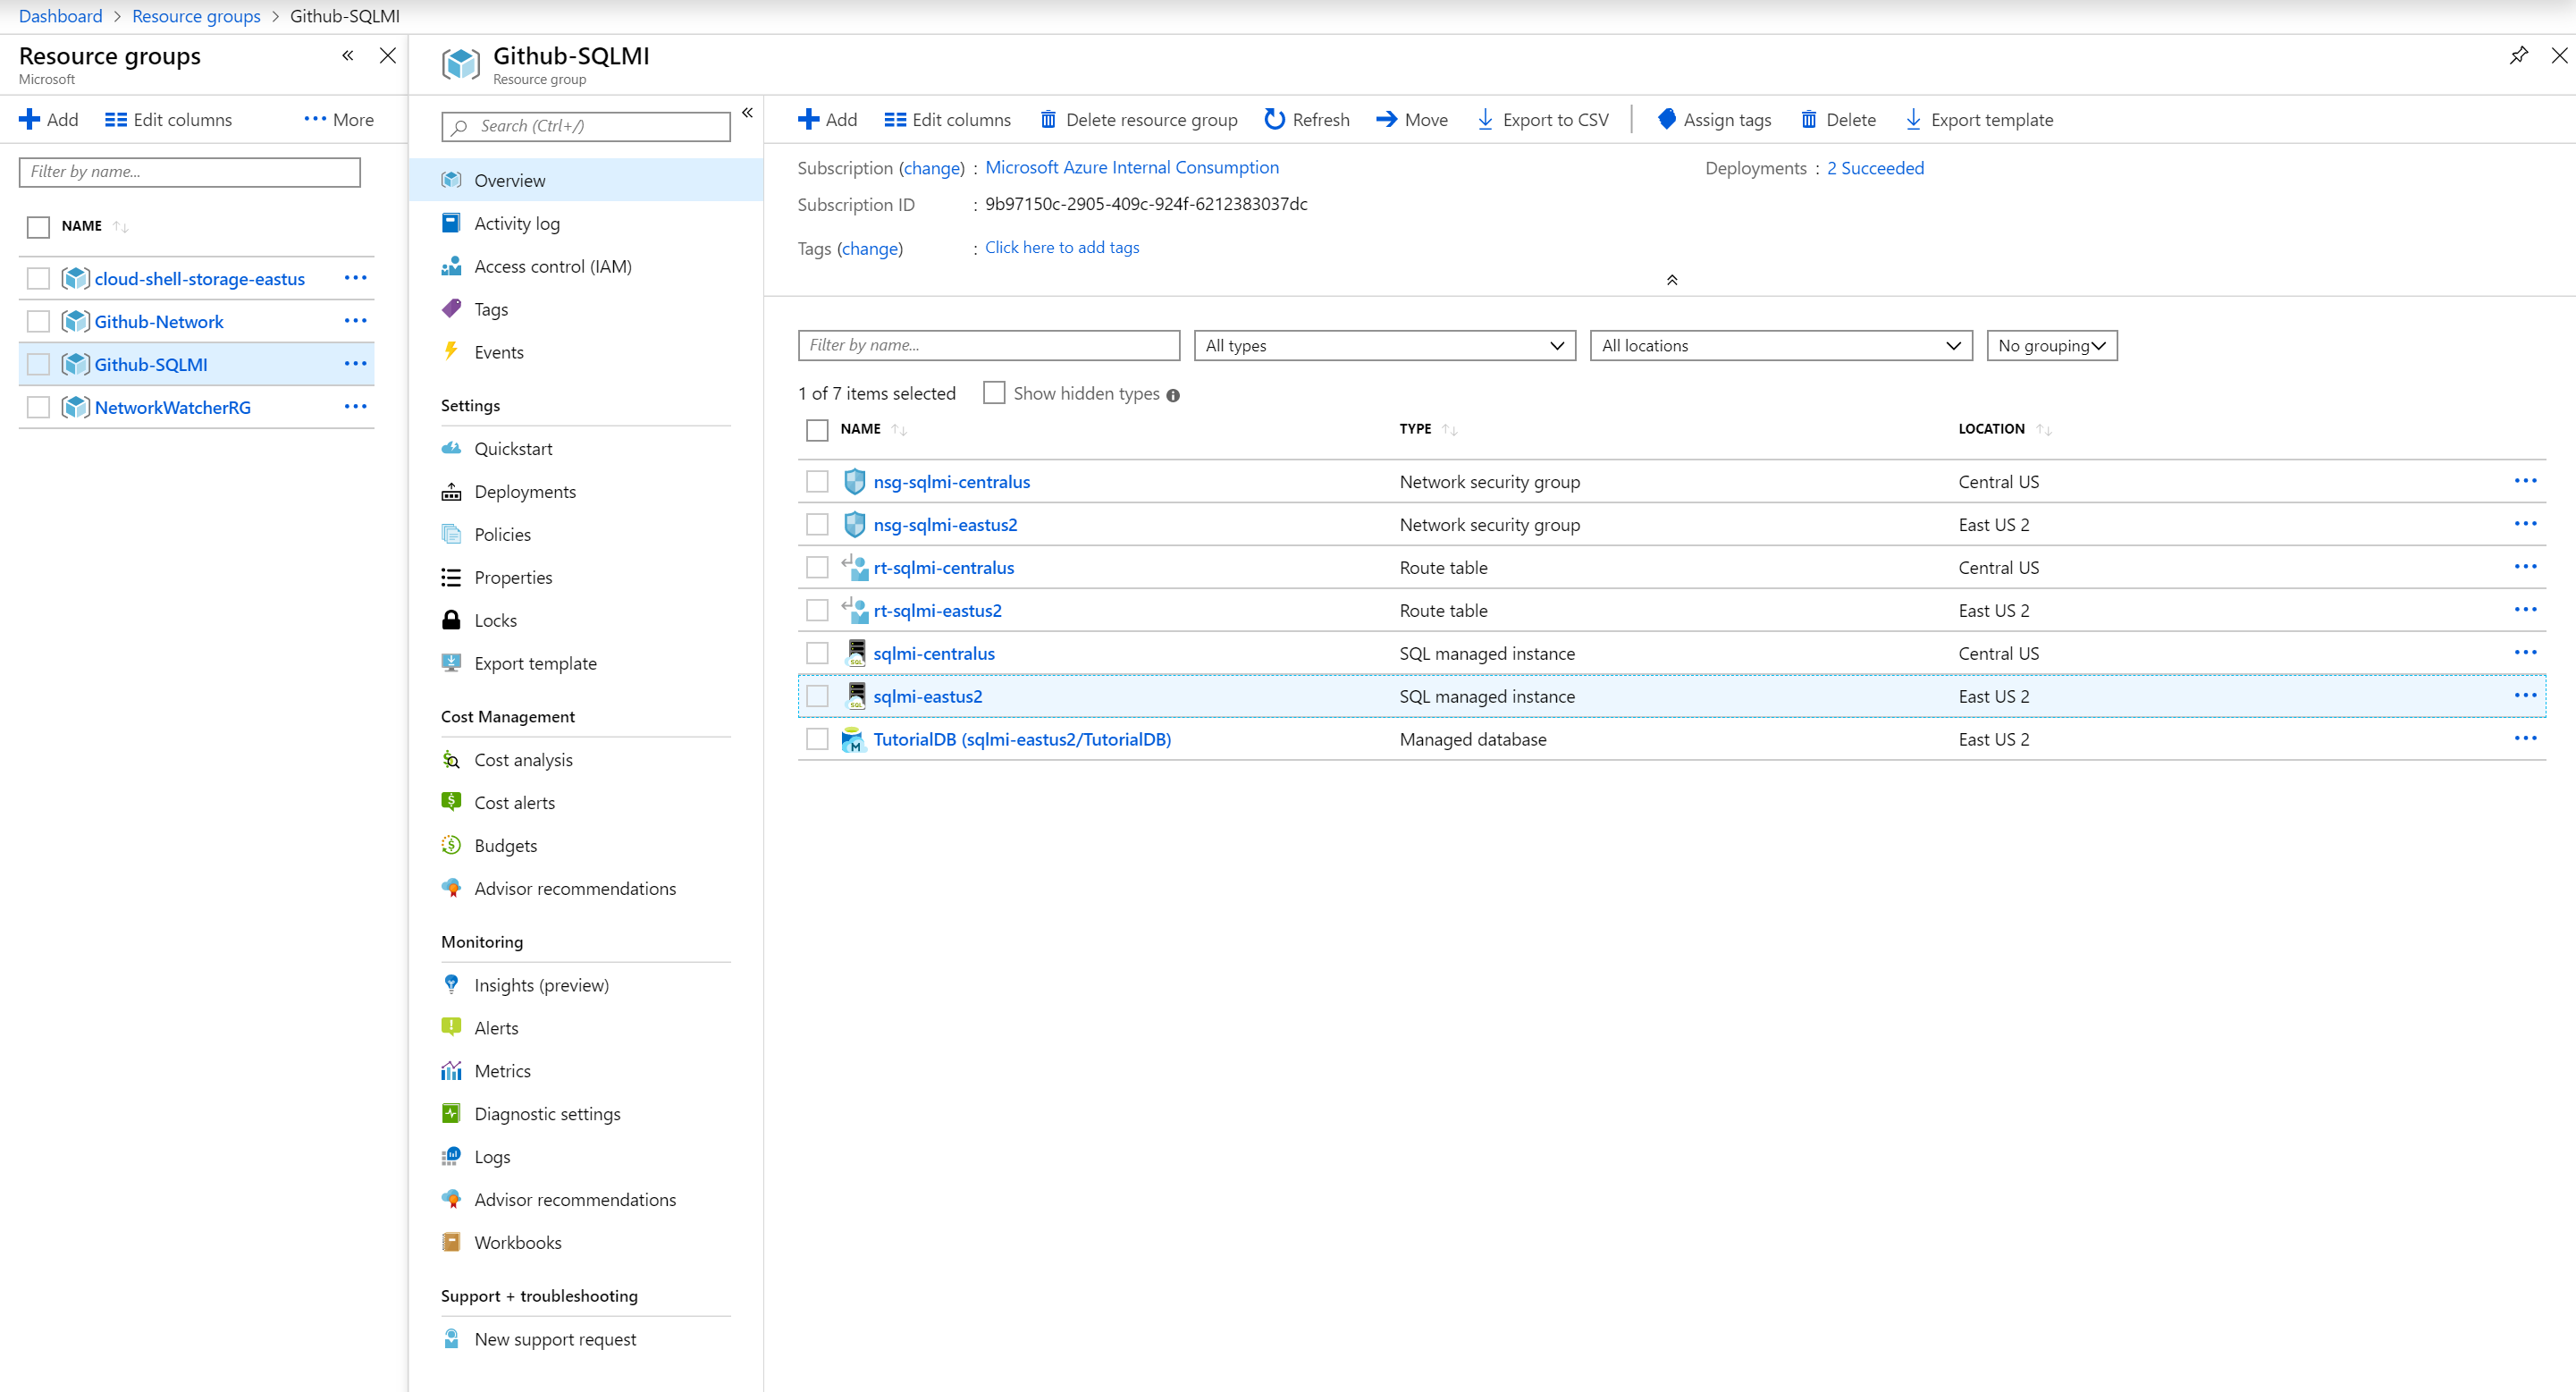 Dashboard > Resource groups > Github-SQLMI
Resource groups
Microsoft
Add Edit columns More
Filter by name...
NAME
cloud-shell-storage-eastus
Github-Network
Github-SQLMI
NetworkWatcherRG
Github-SQLMI
Resource group
Search (Ctrl+/)
Overview
Activity log
Access control (IAM)
Tags
Events
Settings
Quickstart
Deployments
Policies
Properties
Locks
Export template
Cost Management
Cost analysis
Cost alerts
Budgets
Advisor recommendations
Monitoring
Insights (preview)
Alerts
Metrics
Diagnostic settings
Logs
Advisor recommendations
Workbooks
Support + troubleshooting
New support request
Add Edit columns Delete resource group Refresh Move Export to CSV Assign tags Delete Export template
Subscription (change) : Microsoft Azure Internal Consumption Deployments : 2 Succeeded
Subscription ID : 9b97150c-2905-409c-924f-6212383037dc
Tags (change) : Click here to add tags
Filter by name... All types All locations No grouping
1 of 7 items selected Show hidden types
NAME TYPE LOCATION
nsg-sqlmi-centralus Network security group Central US
nsg-sqlmi-eastus2 Network security group East US 2
rt-sqlmi-centralus Route table Central US
rt-sqlmi-eastus2 Route table East US 2
sqlmi-centralus SQL managed instance Central US
sqlmi-eastus2 SQL managed instance East US 2
TutorialDB (sqlmi-eastus2/TutorialDB) Managed database East US 2